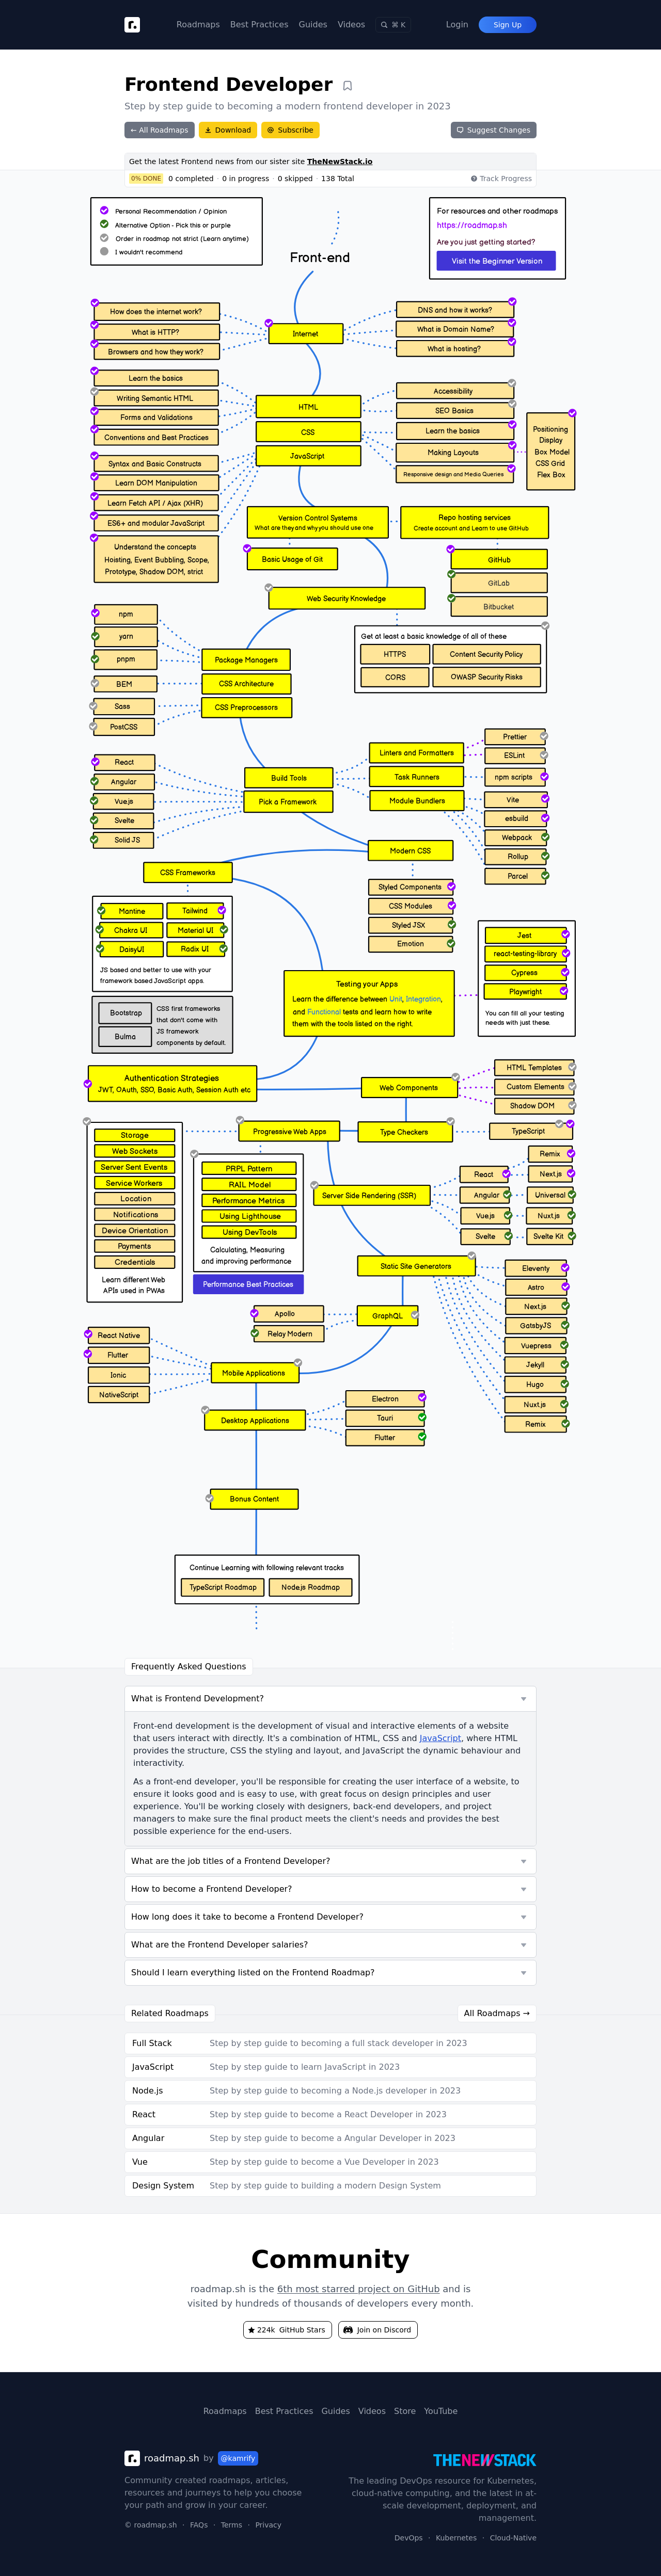 r.
Roadmaps Best Practices Guides Videos ⌘ K Login Sign Up
Frontend Developer
Step by step guide to becoming a modern frontend developer in 2023
← All Roadmaps Download Subscribe Suggest Changes
Get the latest Frontend news from our sister site TheNewStack.io
0% DONE 0 completed · 0 in progress · 0 skipped · 138 Total Track Progress
Personal Recommendation / Opinion
Alternative Option - Pick this or purple
Order in roadmap not strict (Learn anytime)
I wouldn't recommend
For resources and other roadmaps
https://roadmap.sh
Are you just getting started?
Visit the Beginner Version
Front-end
How does the internet work?
What is HTTP?
Browsers and how they work?
Internet
DNS and how it works?
What is Domain Name?
What is hosting?
Learn the basics
Writing Semantic HTML
Forms and Validations
Conventions and Best Practices
HTML
CSS
JavaScript
Accessibility
SEO Basics
Learn the basics
Making Layouts
Responsive design and Media Queries
Positioning
Display
Box Model
CSS Grid
Flex Box
Syntax and Basic Constructs
Learn DOM Manipulation
Learn Fetch API / Ajax (XHR)
ES6+ and modular JavaScript
Understand the concepts
Hoisting, Event Bubbling, Scope,
Prototype, Shadow DOM, strict
Version Control Systems
What are they and why you should use one
Repo hosting services
Create account and Learn to use GitHub
Basic Usage of Git
GitHub
GitLab
Bitbucket
Web Security Knowledge
Get at least a basic knowledge of all of these
HTTPS
Content Security Policy
CORS
OWASP Security Risks
npm
yarn
pnpm
BEM
Sass
PostCSS
Package Managers
CSS Architecture
CSS Preprocessors
React
Angular
Vue.js
Svelte
Solid JS
Build Tools
Pick a Framework
Linters and Formatters
Task Runners
Module Bundlers
Prettier
ESLint
npm scripts
Vite
esbuild
Webpack
Rollup
Parcel
Modern CSS
Styled Components
CSS Modules
Styled JSX
Emotion
CSS Frameworks
Mantine
Tailwind
Chakra UI
Material UI
DaisyUI
Radix UI
JS based and better to use with your
framework based JavaScript apps.
Bootstrap
Bulma
CSS first frameworks
that don't come with
JS framework
components by default.
Testing your Apps
Learn the difference between Unit, Integration,
and Functional tests and learn how to write
them with the tools listed on the right.
Jest
react-testing-library
Cypress
Playwright
You can fill all your testing
needs with just these.
Authentication Strategies
JWT, OAuth, SSO, Basic Auth, Session Auth etc
Web Components
HTML Templates
Custom Elements
Shadow DOM
Progressive Web Apps
Type Checkers
TypeScript
Storage
Web Sockets
Server Sent Events
Service Workers
Location
Notifications
Device Orientation
Payments
Credentials
Learn different Web
APIs used in PWAs
PRPL Pattern
RAIL Model
Performance Metrics
Using Lighthouse
Using DevTools
Calculating, Measuring
and improving performance
Performance Best Practices
Server Side Rendering (SSR)
React
Angular
Vue.js
Svelte
Remix
Next.js
Universal
Nuxt.js
Svelte Kit
Static Site Generators
Eleventy
Astro
Next.js
GatsbyJS
Vuepress
Jekyll
Hugo
Nuxt.js
Remix
Apollo
Relay Modern
GraphQL
React Native
Flutter
Ionic
NativeScript
Mobile Applications
Desktop Applications
Electron
Tauri
Flutter
Bonus Content
Continue Learning with following relevant tracks
TypeScript Roadmap
Node.js Roadmap
Frequently Asked Questions
What is Frontend Development?
Front-end development is the development of visual and interactive elements of a website
that users interact with directly. It's a combination of HTML, CSS and JavaScript, where HTML
provides the structure, CSS the styling and layout, and JavaScript the dynamic behaviour and
interactivity.
As a front-end developer, you'll be responsible for creating the user interface of a website, to
ensure it looks good and is easy to use, with great focus on design principles and user
experience. You'll be working closely with designers, back-end developers, and project
managers to make sure the final product meets the client's needs and provides the best
possible experience for the end-users.
What are the job titles of a Frontend Developer?
How to become a Frontend Developer?
How long does it take to become a Frontend Developer?
What are the Frontend Developer salaries?
Should I learn everything listed on the Frontend Roadmap?
Related Roadmaps All Roadmaps →
Full Stack Step by step guide to becoming a full stack developer in 2023
JavaScript Step by step guide to learn JavaScript in 2023
Node.js Step by step guide to becoming a Node.js developer in 2023
React Step by step guide to become a React Developer in 2023
Angular Step by step guide to become a Angular Developer in 2023
Vue Step by step guide to become a Vue Developer in 2023
Design System Step by step guide to building a modern Design System
Community
roadmap.sh is the 6th most starred project on GitHub and is
visited by hundreds of thousands of developers every month.
224k GitHub Stars Join on Discord
Roadmaps Best Practices Guides Videos Store YouTube
r. roadmap.sh by @kamrify
Community created roadmaps, articles,
resources and journeys to help you choose
your path and grow in your career.
© roadmap.sh · FAQs · Terms · Privacy
THENEWSTACK
The leading DevOps resource for Kubernetes,
cloud-native computing, and the latest in at-
scale development, deployment, and
management.
DevOps · Kubernetes · Cloud-Native